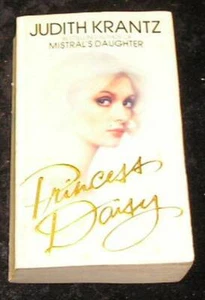 JUDITH KRANTZ
MISTRAL'S DAUGHTER
Princess
Daisy